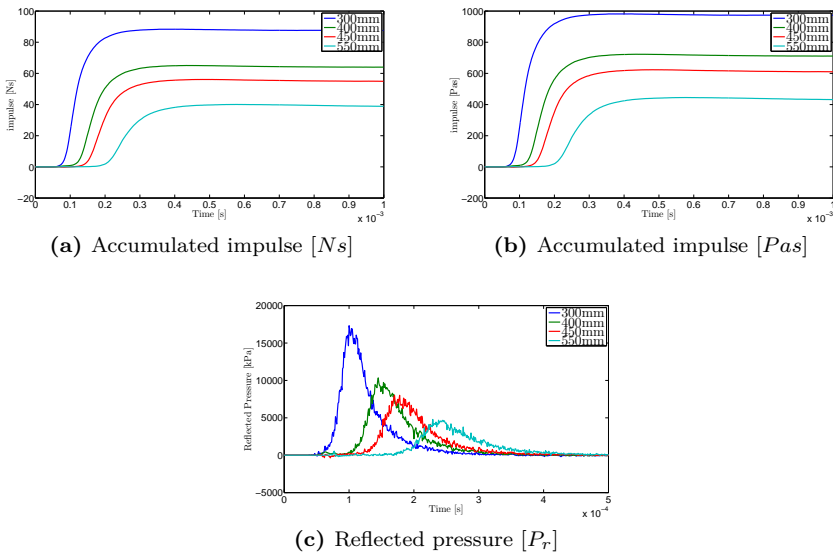 100
80
60
40
20
0
-20
impulse [Ns]
0 0.1 0.2 0.3 0.4 0.5 0.6 0.7 0.8 0.9 1
Time [s]
x 10⁻³
300mm
400mm
450mm
550mm
(a) Accumulated impulse [Ns]
1000
800
600
400
200
0
-200
impulse [Pas]
0 0.1 0.2 0.3 0.4 0.5 0.6 0.7 0.8 0.9 1
Time [s]
x 10⁻³
300mm
400mm
450mm
550mm
(b) Accumulated impulse [Pas]
20000
15000
10000
5000
0
-5000
Reflected Pressure [kPa]
0 1 2 3 4 5
Time [s]
x 10⁻⁴
300mm
400mm
450mm
550mm
(c) Reflected pressure [Pᵣ]